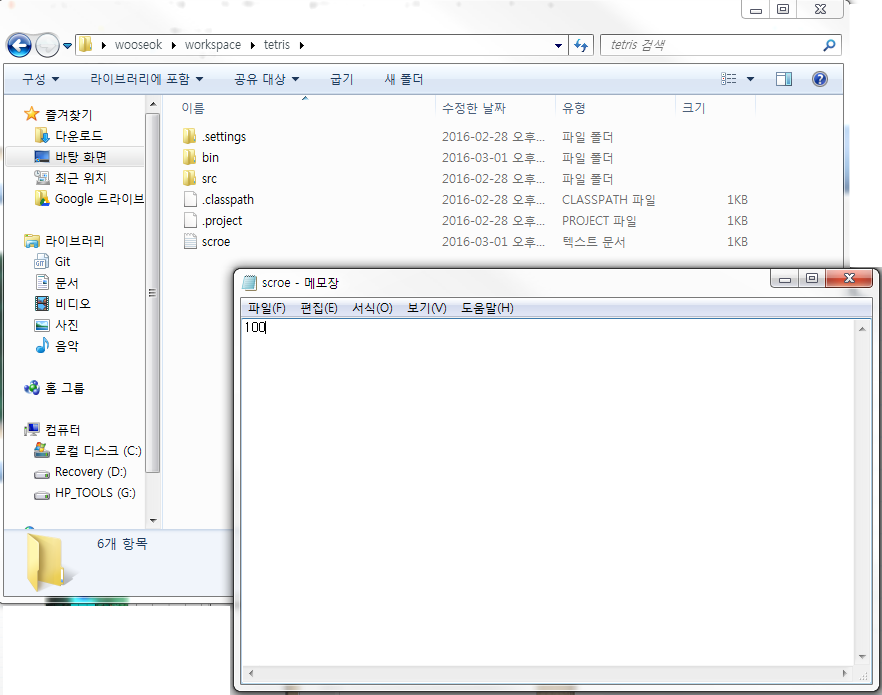 wooseok ▸ workspace ▸ tetris ▸
tetris 검색
구성 라이브러리에 포함 공유 대상 굽기 새 폴더
즐겨찾기
다운로드
바탕 화면
최근 위치
Google 드라이브
라이브러리
Git
문서
비디오
사진
음악
홈 그룹
컴퓨터
로컬 디스크 (C:)
Recovery (D:)
HP_TOOLS (G:)
이름 수정한 날짜 유형 크기
.settings 2016-02-28 오후... 파일 폴더
bin 2016-03-01 오후... 파일 폴더
src 2016-02-28 오후... 파일 폴더
.classpath 2016-02-28 오후... CLASSPATH 파일 1KB
.project 2016-02-28 오후... PROJECT 파일 1KB
scroe 2016-03-01 오후... 텍스트 문서 1KB
6개 항목
scroe - 메모장
파일(F) 편집(E) 서식(O) 보기(V) 도움말(H)
100